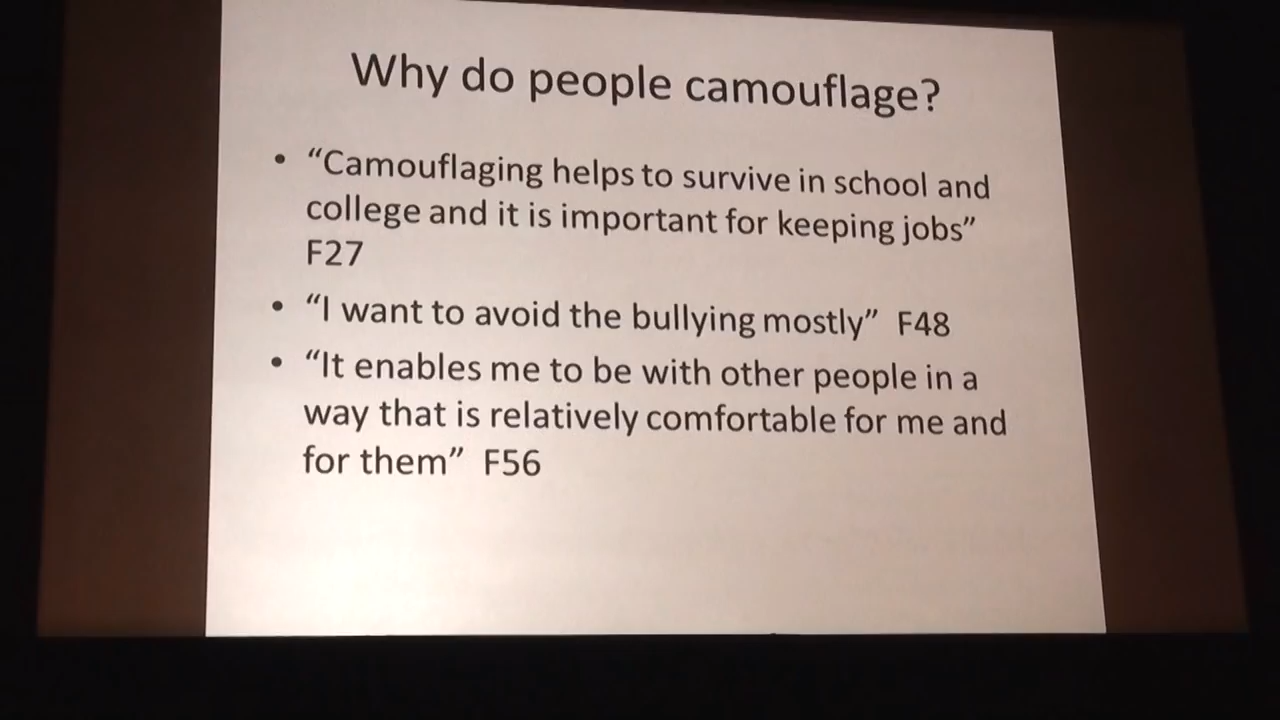 Why do people camouflage?
• “Camouflaging helps to survive in school and
college and it is important for keeping jobs”
F27
• “I want to avoid the bullying mostly” F48
• “It enables me to be with other people in a
way that is relatively comfortable for me and
for them” F56